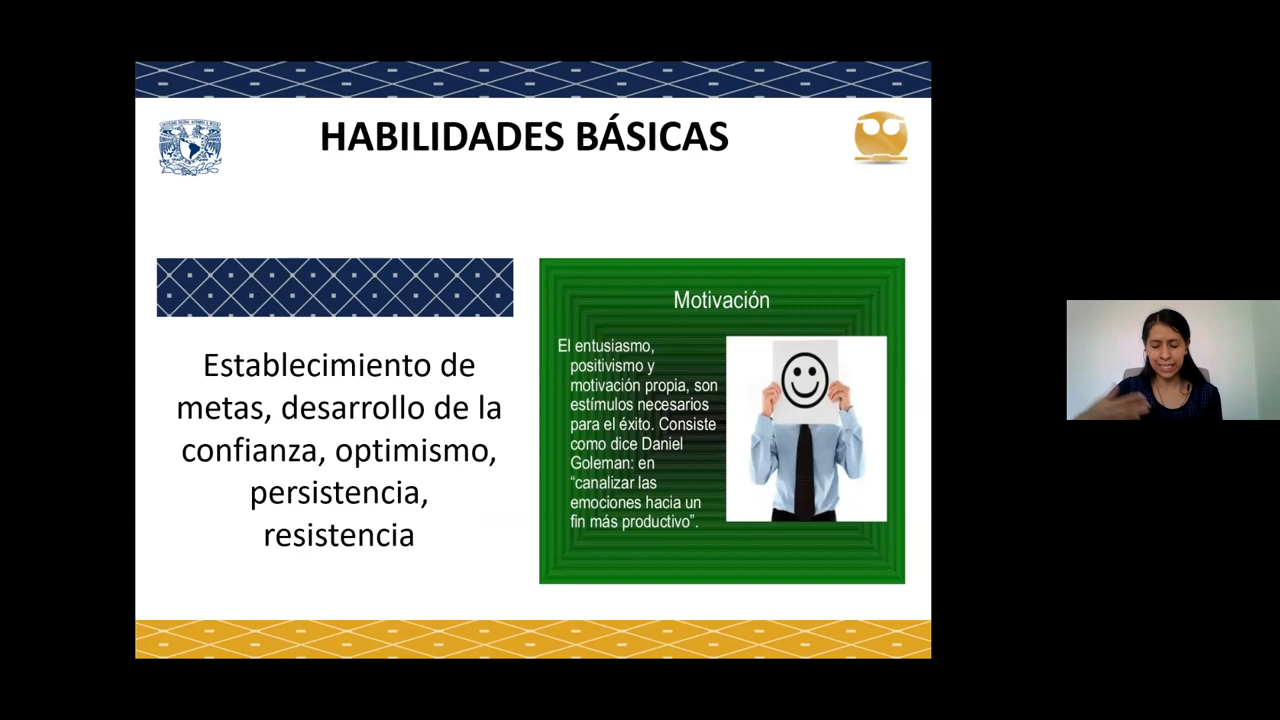 HABILIDADES BÁSICAS
Establecimiento de
metas, desarrollo de la
confianza, optimismo,
persistencia,
resistencia
Motivación
El entusiasmo,
positivismo y
motivación propia, son
estímulos necesarios
para el éxito. Consiste
como dice Daniel
Goleman: en
“canalizar las
emociones hacia un
fin más productivo”.